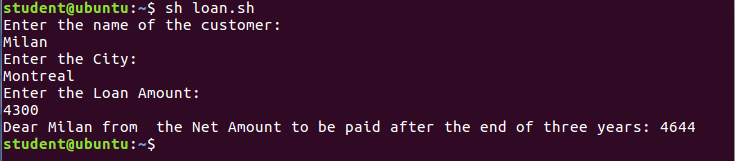 student@ubuntu:~$ sh loan.sh
Enter the name of the customer:
Milan
Enter the City:
Montreal
Enter the Loan Amount:
4300
Dear Milan from  the Net Amount to be paid after the end of three years: 4644
student@ubuntu:~$